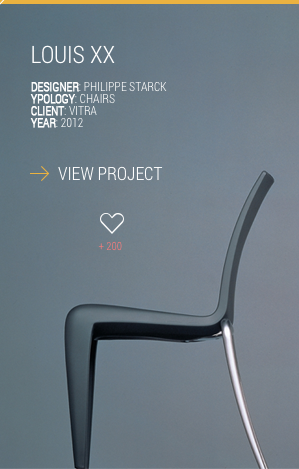 LOUIS XX
DESIGNER: PHILIPPE STARCK
YPOLOGY: CHAIRS
CLIENT: VITRA
YEAR: 2012
VIEW PROJECT
+ 200